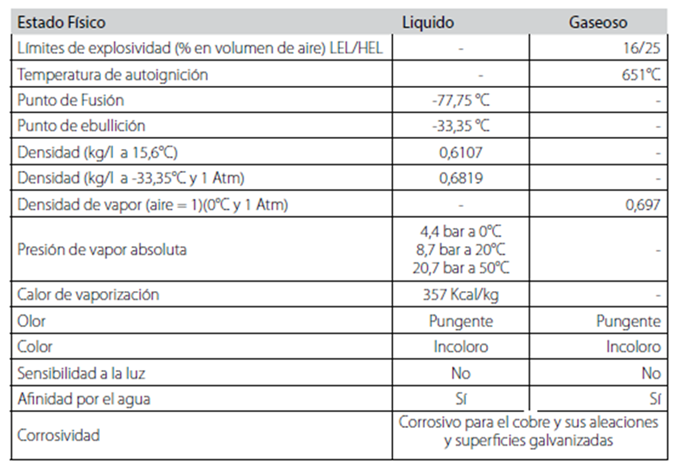 Estado Físico Liquido Gaseoso
Límites de explosividad (% en volumen de aire) LEL/HEL - 16/25
Temperatura de autoignición - 651°C
Punto de Fusión -77,75 °C -
Punto de ebullición -33,35 °C -
Densidad (kg/l a 15,6°C) 0,6107 -
Densidad (kg/l a -33,35°C y 1 Atm) 0,6819 -
Densidad de vapor (aire = 1)(0°C y 1 Atm) - 0,697
Presión de vapor absoluta 4,4 bar a 0°C -
8,7 bar a 20°C
20,7 bar a 50°C
Calor de vaporización 357 Kcal/kg -
Olor Pungente Pungente
Color Incoloro Incoloro
Sensibilidad a la luz No No
Afinidad por el agua Sí Sí
Corrosividad Corrosivo para el cobre y sus aleaciones
y superficies galvanizadas